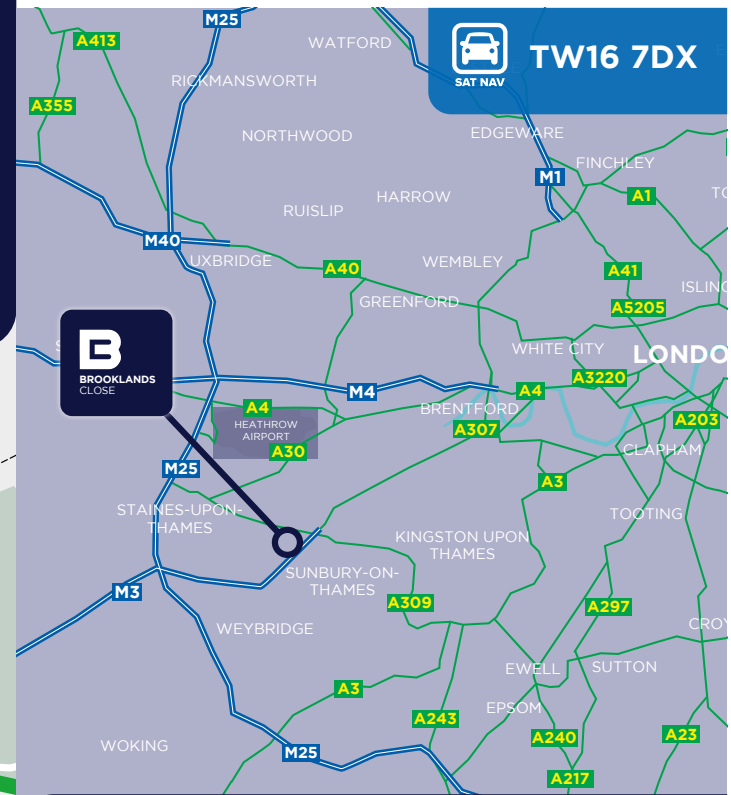 M25
A413
WATFORD
SAT NAV
TW16 7DX
RICKMANSWORTH
A355
NORTHWOOD
EDGEWARE
FINCHLEY
M1
A1
HARROW
RUISLIP
M40
UXBRIDGE
A40
WEMBLEY
A41
GREENFORD
A5205
WHITE CITY
BROOKLANDS
CLOSE
M4
A4
A3220
A4
BRENTFORD
HEATHROW
AIRPORT
A307
A203
A30
CLAPHAM
M25
A3
STAINES-UPON-
THAMES
TOOTING
KINGSTON UPON
THAMES
SUNBURY-ON-
THAMES
M3
A309
A297
WEYBRIDGE
EWELL
SUTTON
A3
EPSOM
A243
A240
A23
WOKING
M25
A217